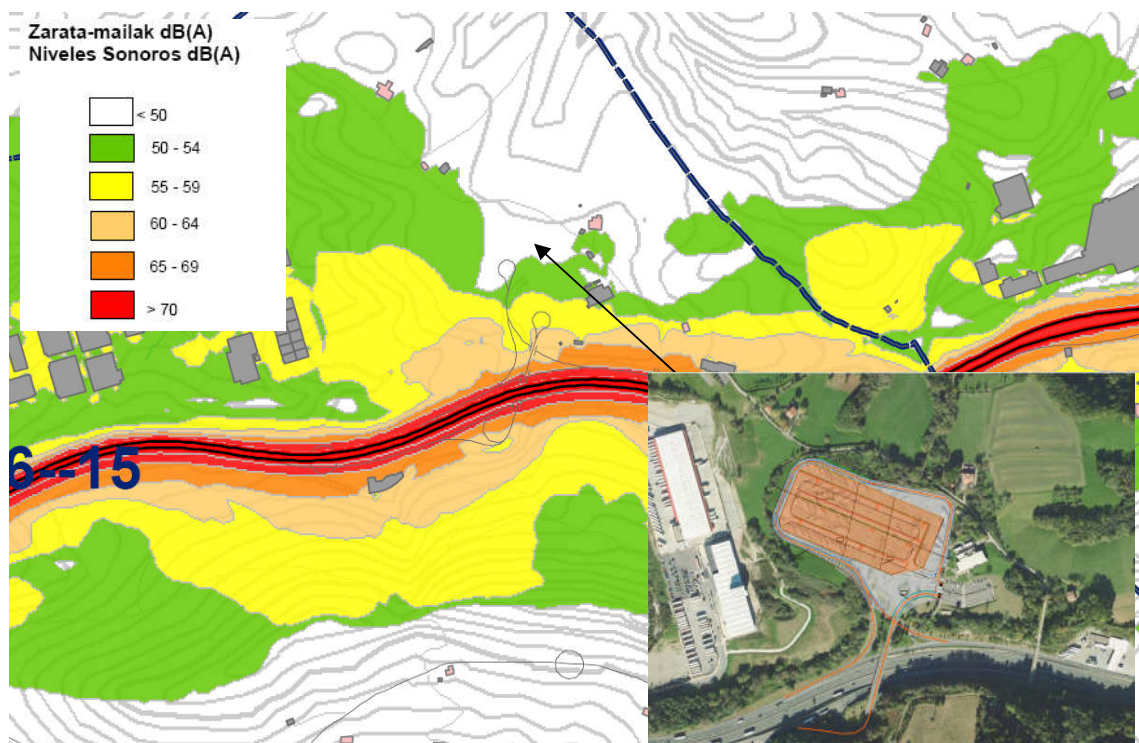 Zarata-mailak dB(A)
Niveles Sonoros dB(A)
< 50
50 - 54
55 - 59
60 - 64
65 - 69
> 70
6--15